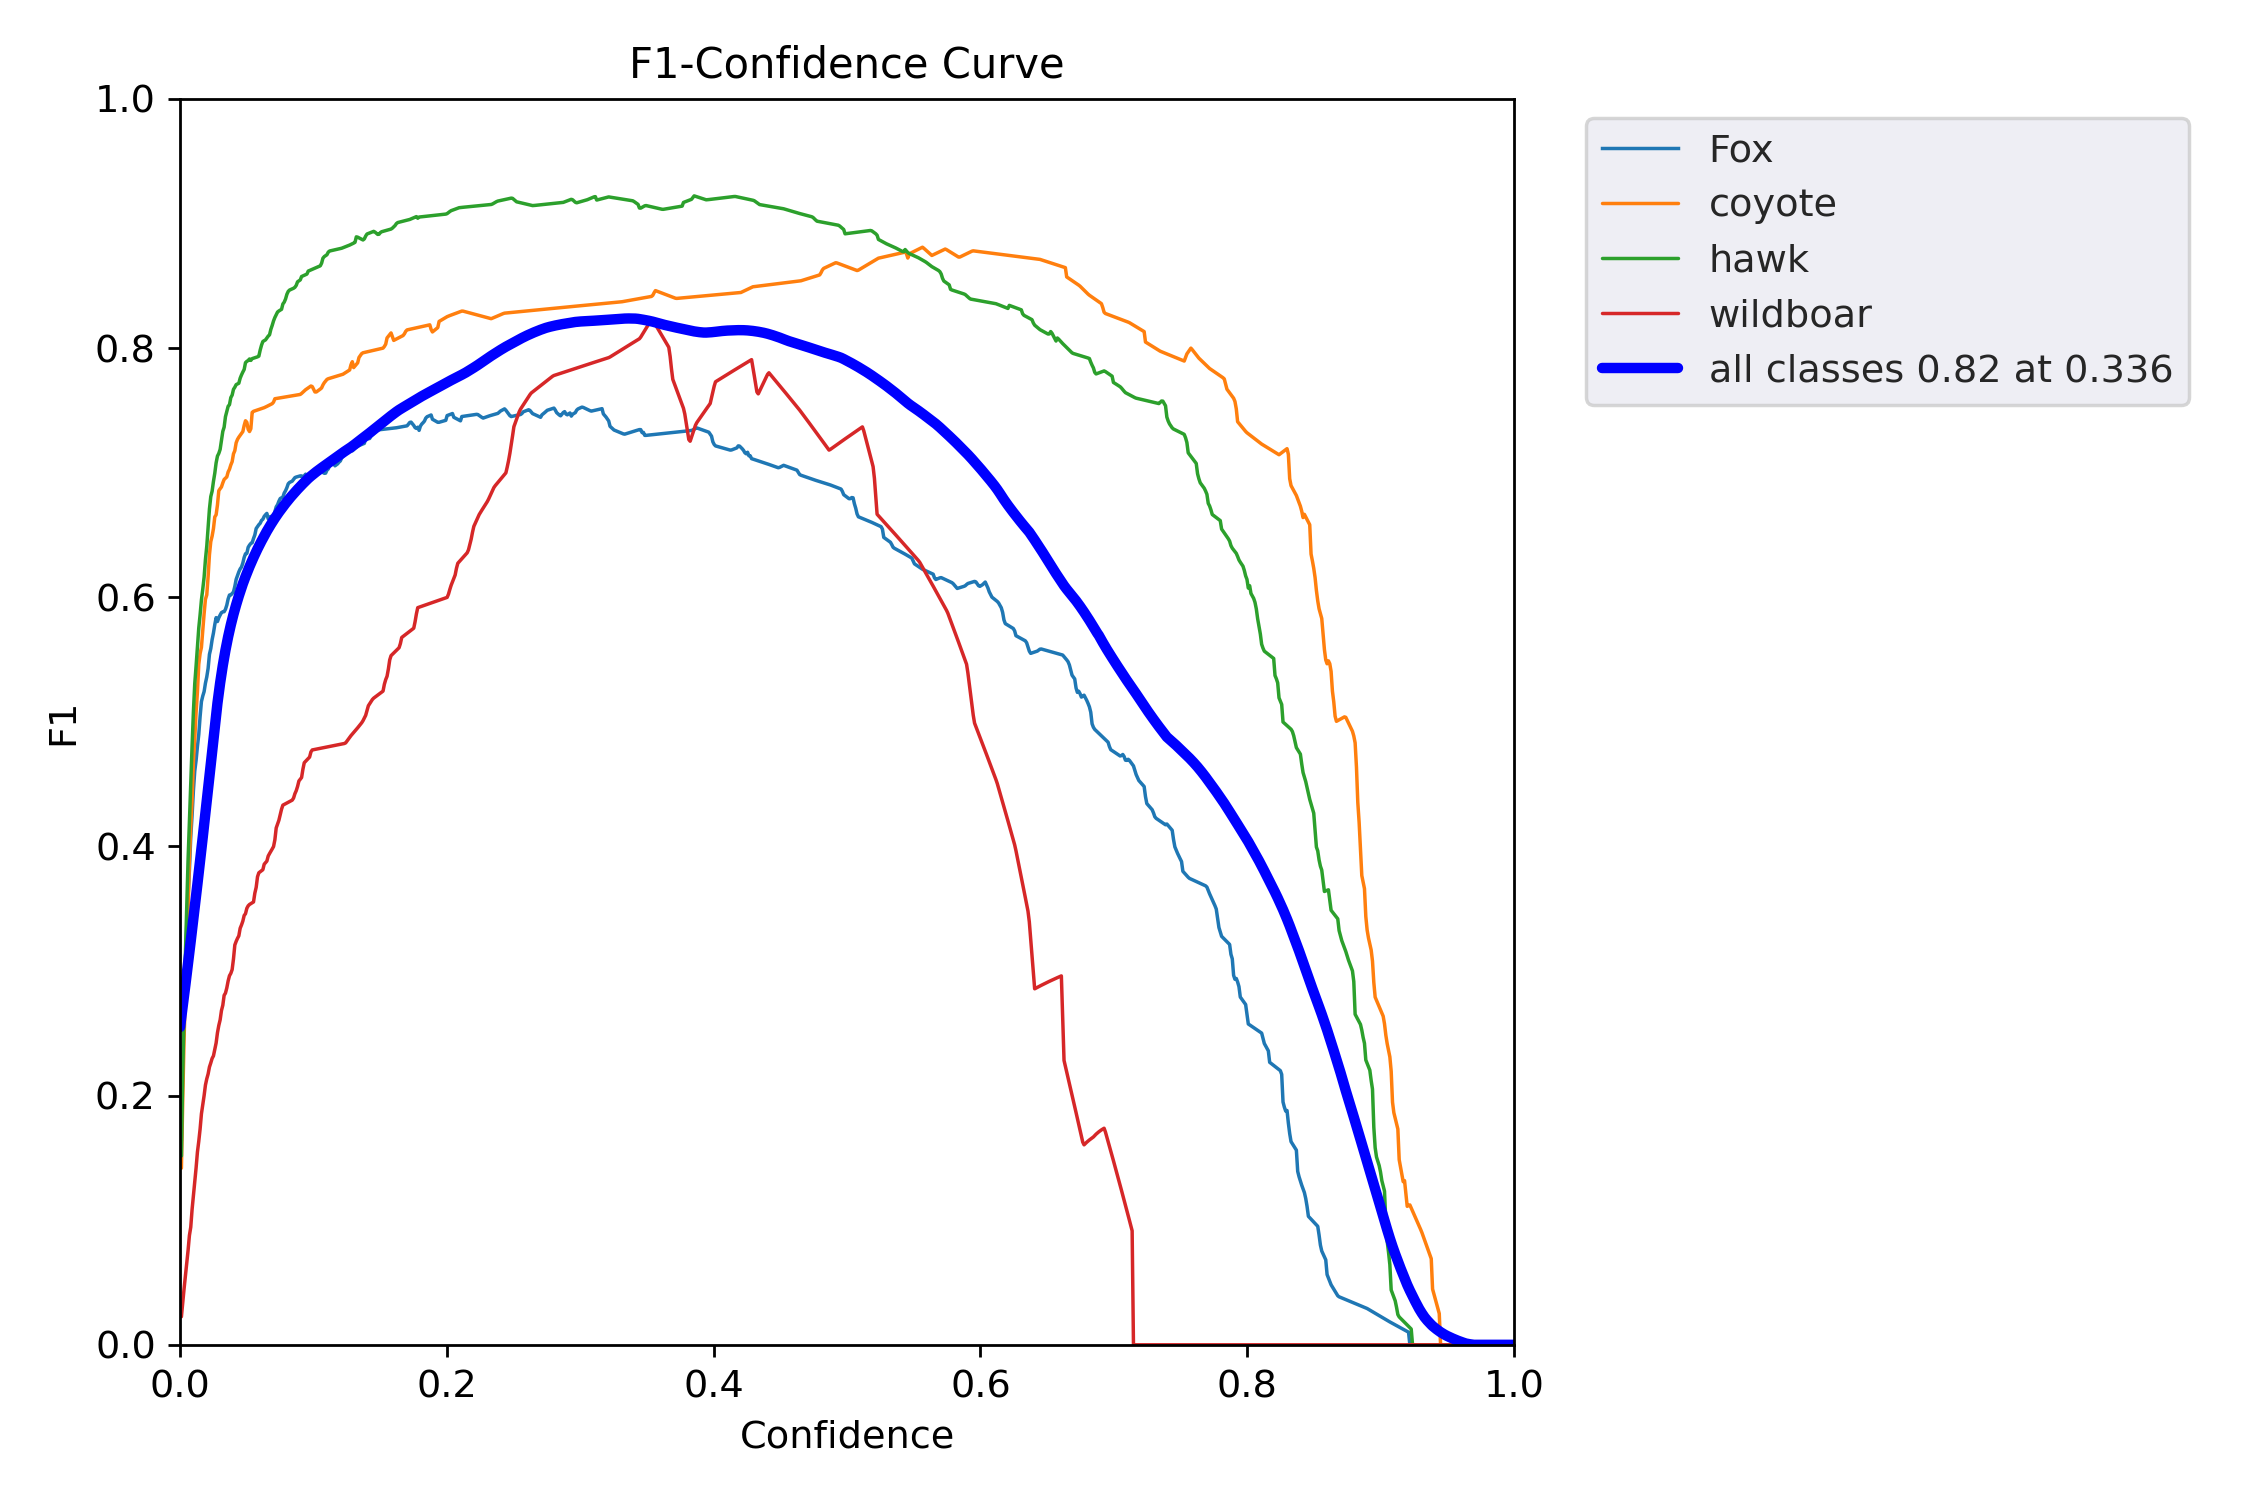 F1-Confidence Curve
1.0
0.8
0.6
0.4
0.2
0.0
F1
0.0 0.2 0.4 0.6 0.8 1.0
Confidence
Fox
coyote
hawk
wildboar
all classes 0.82 at 0.336